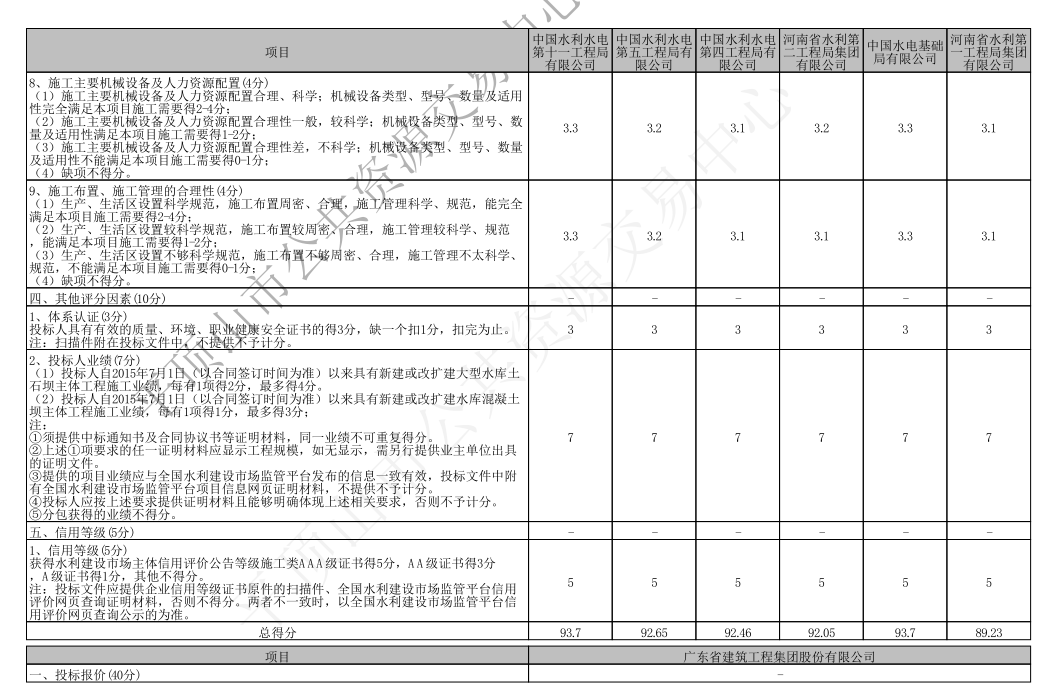 项目
中国水利水电
第十一工程局
有限公司
中国水利水电
第五工程局有
限公司
中国水利水电
第四工程局有
限公司
河南省水利第
二工程局集团
有限公司
中国水电基础
局有限公司
河南省水利第
一工程局集团
有限公司
8、施工主要机械设备及人力资源配置(4分)
（1）施工主要机械设备及人力资源配置合理、科学；机械设备类型、型号、数量及适用
性完全满足本项目施工需要得2-4分；
（2）施工主要机械设备及人力资源配置合理性一般，较科学；机械设备类型、型号、数
量及适用性满足本项目施工需要得1-2分；
（3）施工主要机械设备及人力资源配置合理性差，不科学；机械设备类型、型号、数量
及适用性不能满足本项目施工需要得0-1分；
（4）缺项不得分。
3.3 3.2 3.1 3.2 3.3 3.1
9、施工布置、施工管理的合理性(4分)
（1）生产、生活区设置科学规范，施工布置周密、合理，施工管理科学、规范，能完全
满足本项目施工需要得2-4分；
（2）生产、生活区设置较科学规范，施工布置较周密、合理，施工管理较科学、规范
，能满足本项目施工需要得1-2分；
（3）生产、生活区设置不够科学规范，施工布置不够周密、合理，施工管理不太科学、
规范，不能满足本项目施工需要得0-1分；
（4）缺项不得分。
3.3 3.2 3.1 3.1 3.3 3.1
四、其他评分因素(10分) – – – – – –
1、体系认证(3分)
投标人具有有效的质量、环境、职业健康安全证书的得3分，缺一个扣1分，扣完为止。
注：扫描件附在投标文件中，不提供不予计分。
3 3 3 3 3 3
2、投标人业绩(7分)
（1）投标人自2015年7月1日（以合同签订时间为准）以来具有新建或改扩建大型水库土
石坝主体工程施工业绩，每有1项得2分，最多得4分。
（2）投标人自2015年7月1日（以合同签订时间为准）以来具有新建或改扩建水库混凝土
坝主体工程施工业绩，每有1项得1分，最多得3分；
注：
①须提供中标通知书及合同协议书等证明材料，同一业绩不可重复得分。
②上述①项要求的任一证明材料应显示工程规模，如无显示，需另行提供业主单位出具
的证明文件。
③提供的项目业绩应与全国水利建设市场监管平台发布的信息一致有效，投标文件中附
有全国水利建设市场监管平台项目信息网页证明材料，不提供不予计分。
④投标人应按上述要求提供证明材料且能够明确体现上述相关要求，否则不予计分。
⑤分包获得的业绩不得分。
7 7 7 7 7 7
五、信用等级(5分) – – – – – –
1、信用等级(5分)
获得水利建设市场主体信用评价公告等级施工类AAA级证书得5分，AA级证书得3分
，A级证书得1分，其他不得分。
注：投标文件应提供企业信用等级证书原件的扫描件、全国水利建设市场监管平台信用
评价网页查询证明材料，否则不得分。两者不一致时，以全国水利建设市场监管平台信
用评价网页查询公示的为准。
5 5 5 5 5 5
总得分 93.7 92.65 92.46 92.05 93.7 89.23
项目 广东省建筑工程集团股份有限公司
一、投标报价(40分) –
平顶山市公共资源交易中心
平顶山市公共资源交易中心